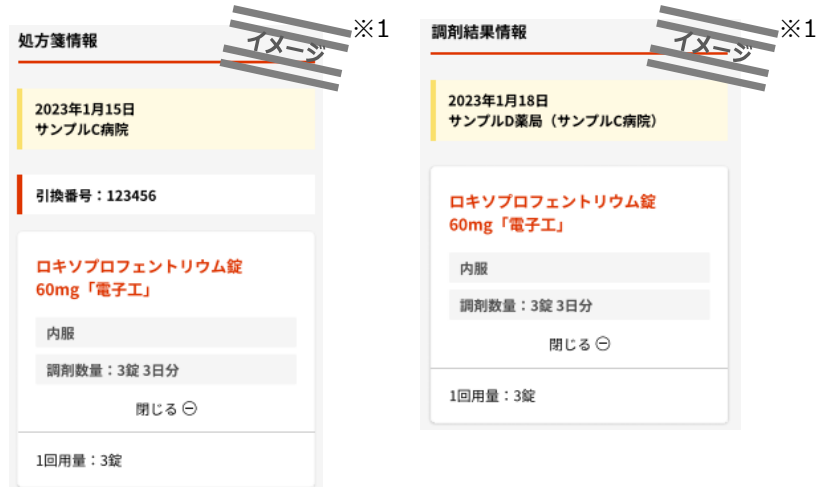 処方箋情報
イメージ
※1
2023年1月15日
サンプルC病院
引換番号：123456
ロキソプロフェントリウム錠
60mg「電子工」
内服
調剤数量：3錠 3日分
閉じる
1回用量：3錠
調剤結果情報
イメージ
※1
2023年1月18日
サンプルD薬局（サンプルC病院）
ロキソプロフェントリウム錠
60mg「電子工」
内服
調剤数量：3錠 3日分
閉じる
1回用量：3錠